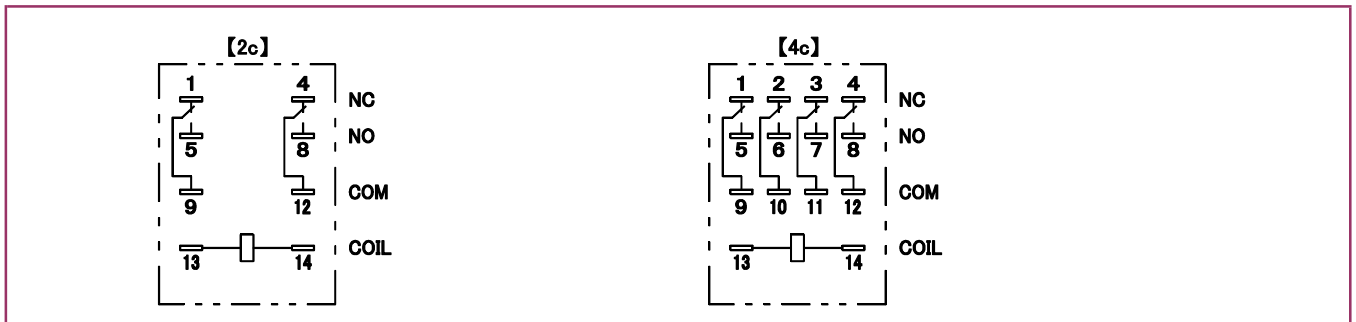 【2c】
1 4
NC
NO
5 8
COM
9 12
COIL
13 14
【4c】
1 2 3 4
NC
NO
5 6 7 8
COM
9 10 11 12
COIL
13 14